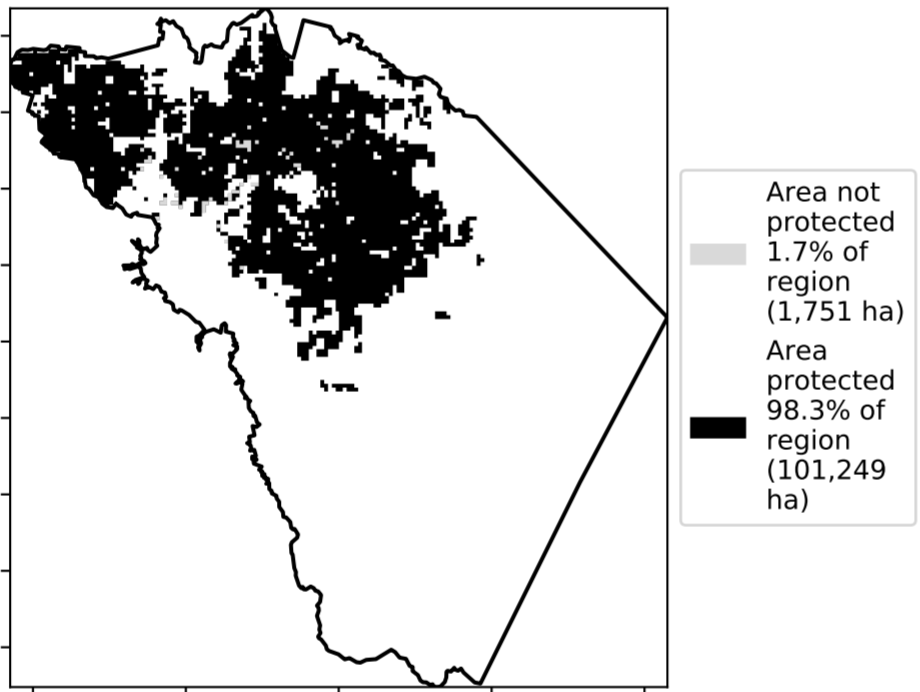 Area not
protected
1.7% of
region
(1,751 ha)
Area
protected
98.3% of
region
(101,249
ha)